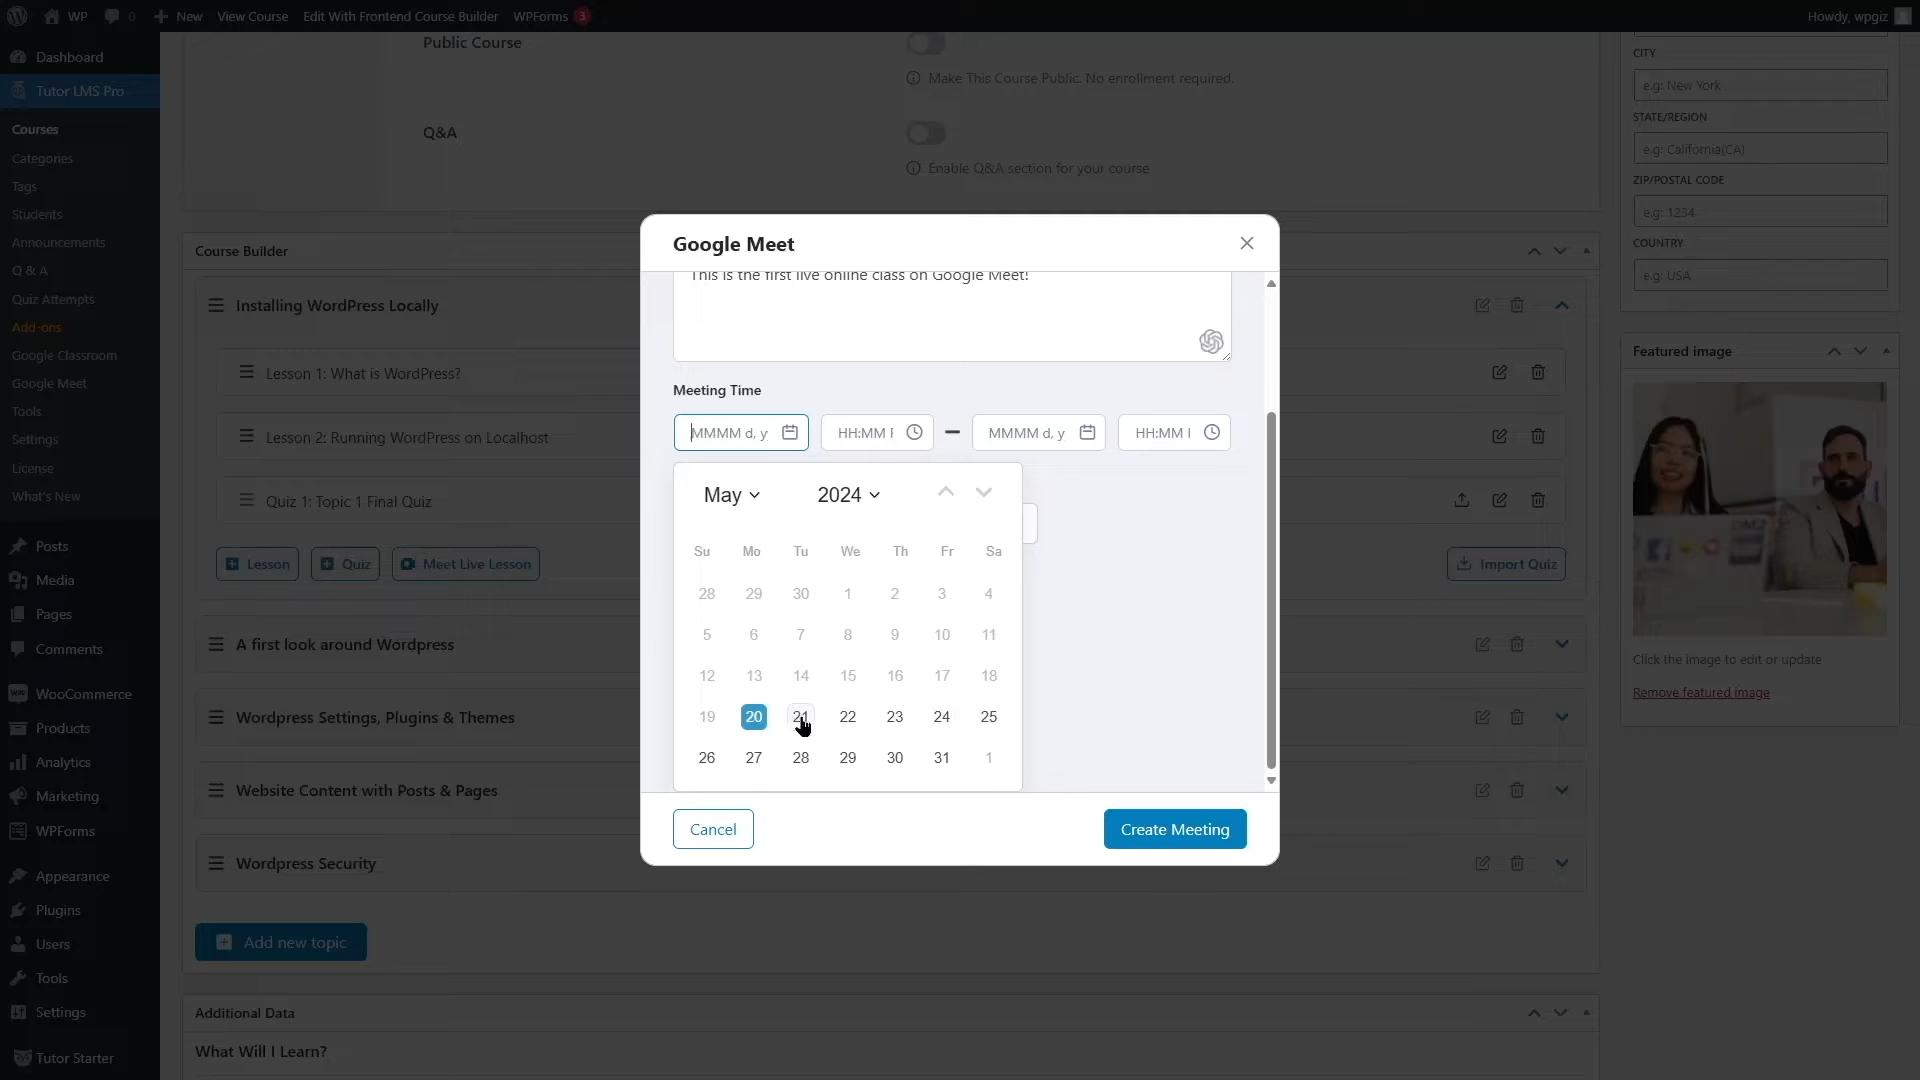 WP 0 New View Course Edit With Frontend Course Builder WPForms 3 Howdy, wpgiz
Dashboard
Tutor LMS Pro
Courses
Categories
Tags
Students
Announcements
Q & A
Quiz Attempts
Add-ons
Google Classroom
Google Meet
Tools
Settings
License
What's New
Posts
Media
Pages
Comments
WooCommerce
Products
Analytics
Marketing
WPForms
Appearance
Plugins
Users
Tools
Settings
Tutor Starter
Public Course
Make This Course Public. No enrollment required.
Q&A
Enable Q&A section for your course
Course Builder
Installing WordPress Locally
Lesson 1: What is WordPress?
Lesson 2: Running WordPress on Localhost
Quiz 1: Topic 1 Final Quiz
Lesson Quiz Meet Live Lesson Import Quiz
A first look around Wordpress
Wordpress Settings, Plugins & Themes
Website Content with Posts & Pages
Wordpress Security
Add new topic
Additional Data
What Will I Learn?
Google Meet
This is the first live online class on Google Meet!
Meeting Time
MMMM d, y HH:MM MMMM d, y HH:MM
May 2024
Su Mo Tu We Th Fr Sa
28 29 30 1 2 3 4
5 6 7 8 9 10 11
12 13 14 15 16 17 18
19 20 21 22 23 24 25
26 27 28 29 30 31 1
Cancel Create Meeting
CITY
e.g: New York
STATE/REGION
e.g: California(CA)
ZIP/POSTAL CODE
e.g: 1234
COUNTRY
e.g: USA
Featured image
Click the image to edit or update
Remove featured image